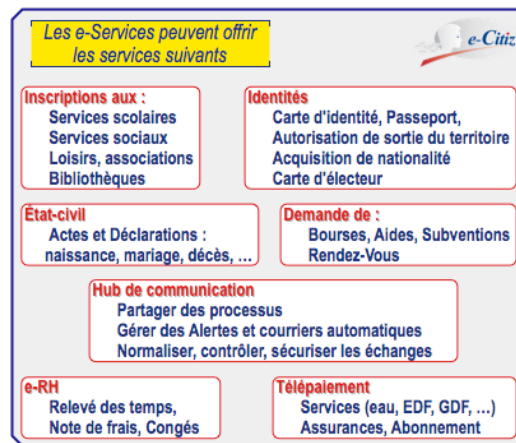 Les e-Services peuvent offrir
les services suivants
e-Citiz
Inscriptions aux :
Services scolaires
Services sociaux
Loisirs, associations
Bibliothèques
Identités
Carte d'identité, Passeport,
Autorisation de sortie du territoire
Acquisition de nationalité
Carte d'électeur
État-civil
Actes et Déclarations :
naissance, mariage, décès, ...
Demande de :
Bourses, Aides, Subventions
Rendez-Vous
Hub de communication
Partager des processus
Gérer des Alertes et courriers automatiques
Normaliser, contrôler, sécuriser les échanges
e-RH
Relevé des temps,
Note de frais, Congés
Télépaiement
Services (eau, EDF, GDF, ...)
Assurances, Abonnement